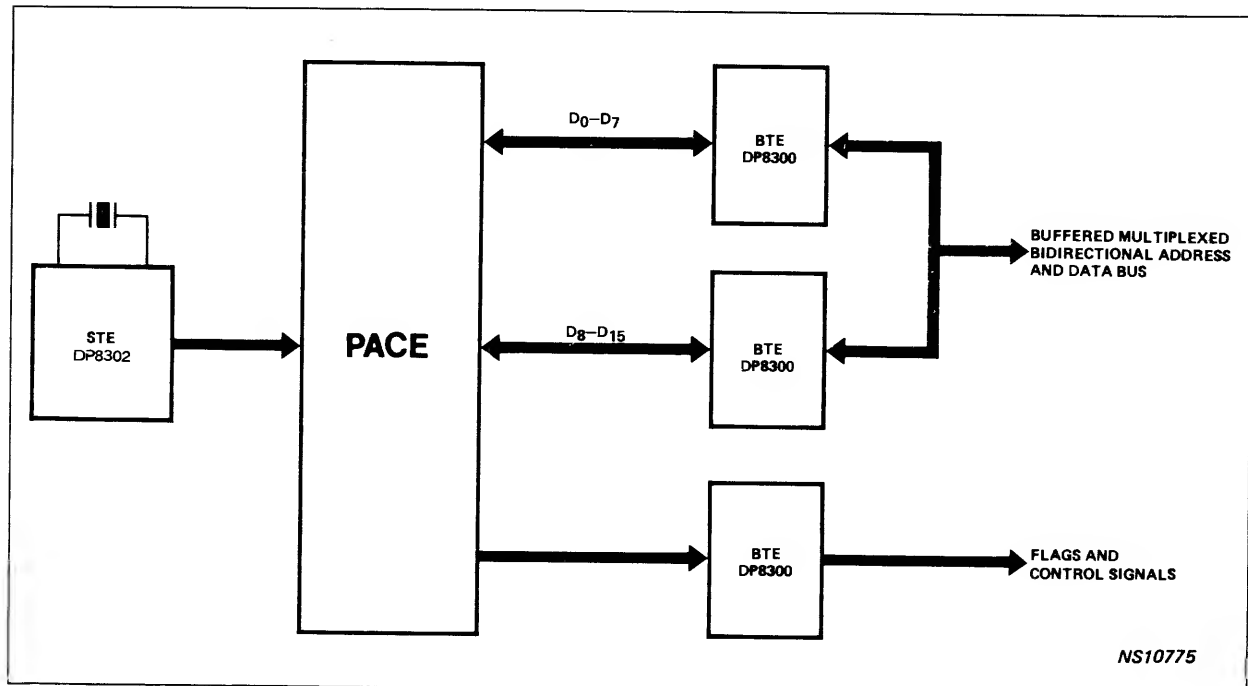 D0–D7
BTE
DP8300
BUFFERED MULTIPLEXED
BIDIRECTIONAL ADDRESS
AND DATA BUS
STE
DP8302
PACE
D8–D15
BTE
DP8300
BTE
DP8300
FLAGS AND
CONTROL SIGNALS
NS10775